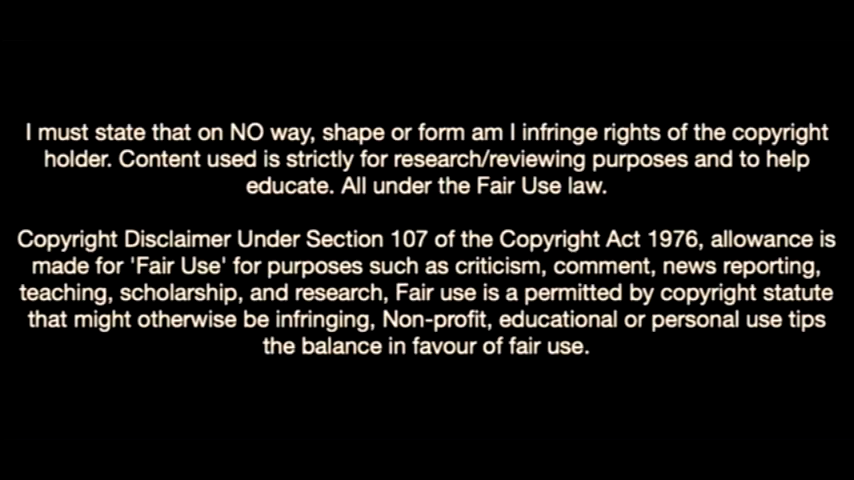 I must state that on NO way, shape or form am I infringe rights of the copyright
holder. Content used is strictly for research/reviewing purposes and to help
educate. All under the Fair Use law.
Copyright Disclaimer Under Section 107 of the Copyright Act 1976, allowance is
made for 'Fair Use' for purposes such as criticism, comment, news reporting,
teaching, scholarship, and research, Fair use is a permitted by copyright statute
that might otherwise be infringing, Non-profit, educational or personal use tips
the balance in favour of fair use.